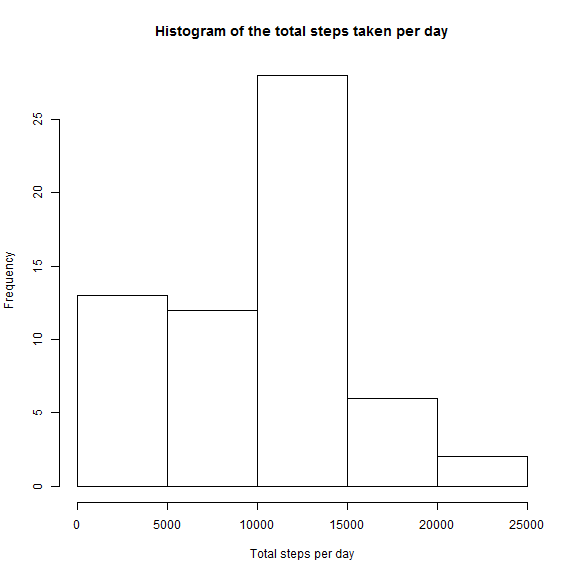 Histogram of the total steps taken per day
Frequency
25
20
15
10
5
0
0 5000 10000 15000 20000 25000
Total steps per day